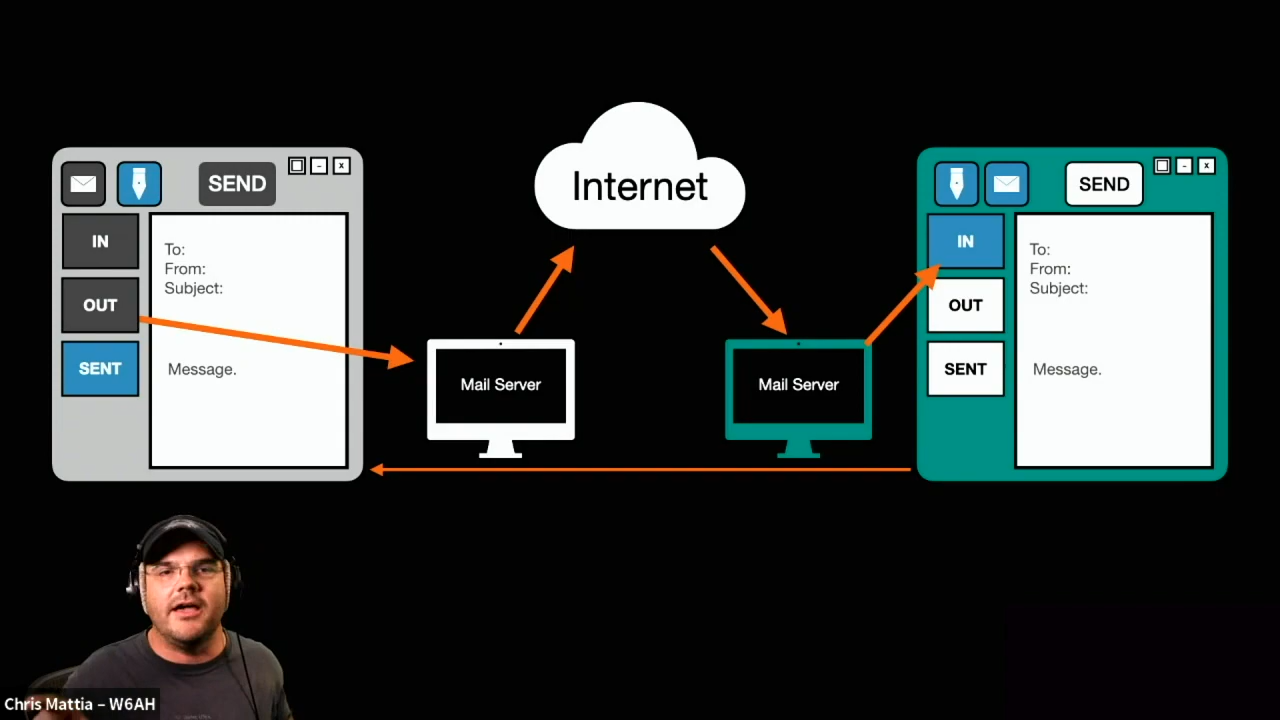 SEND
IN
OUT
SENT
To:
From:
Subject:
Message.
Internet
Mail Server
Mail Server
SEND
IN
OUT
SENT
To:
From:
Subject:
Message.
Chris Mattia – W6AH